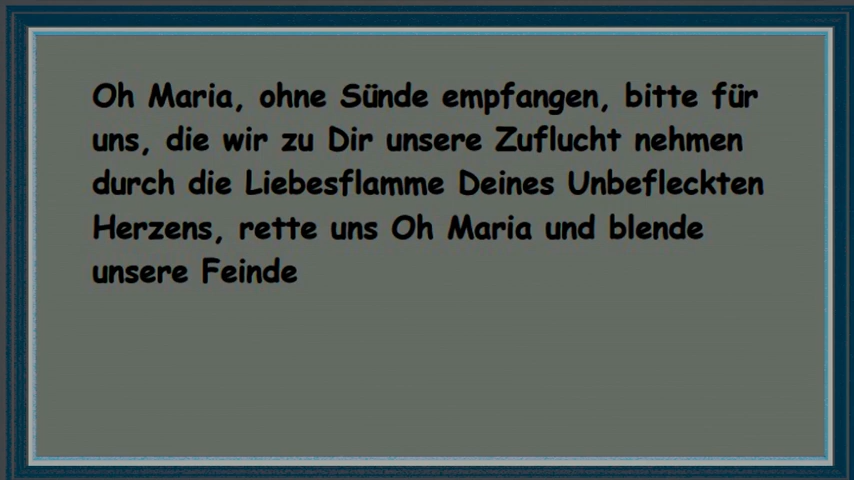 Oh Maria, ohne Sünde empfangen, bitte für
uns, die wir zu Dir unsere Zuflucht nehmen
durch die Liebesflamme Deines Unbefleckten
Herzens, rette uns Oh Maria und blende
unsere Feinde